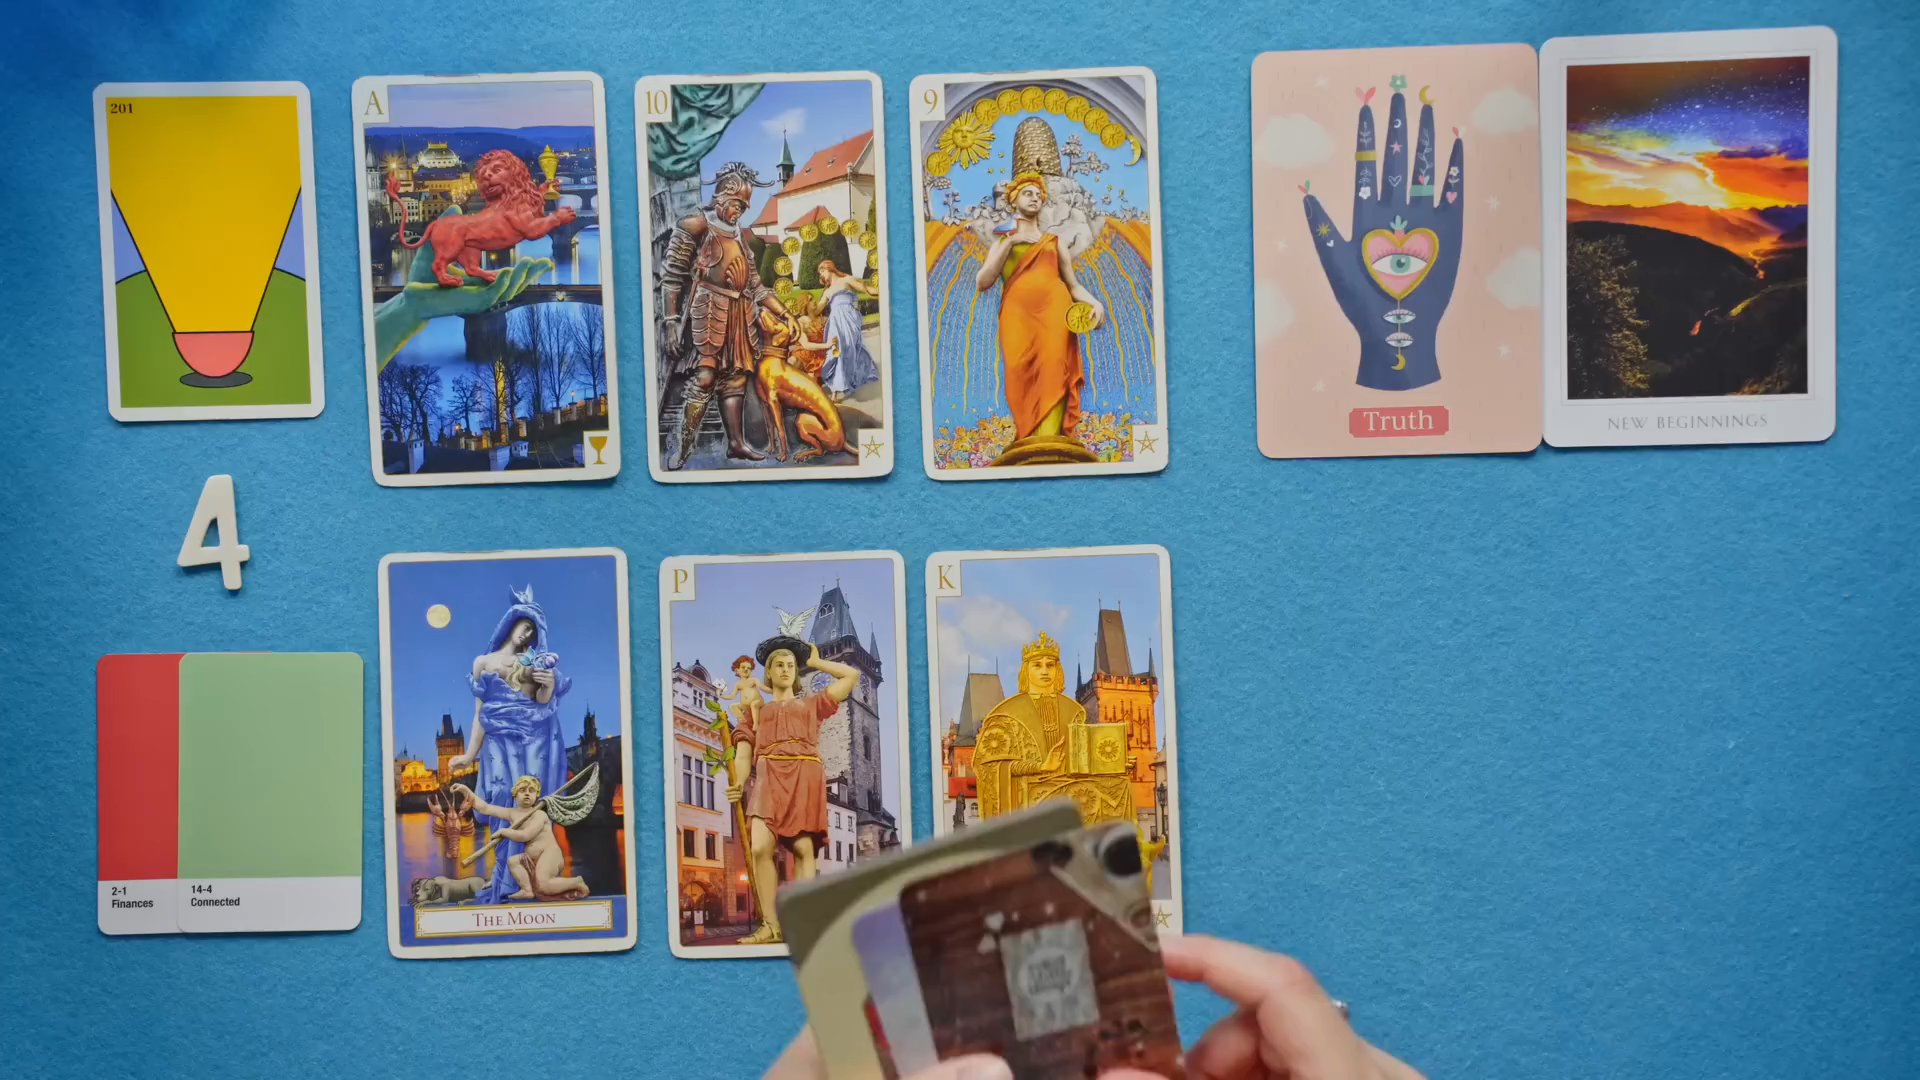 201
A
10
9
Truth
NEW BEGINNINGS
4
2-1
Finances
14-4
Connected
THE MOON
P
K